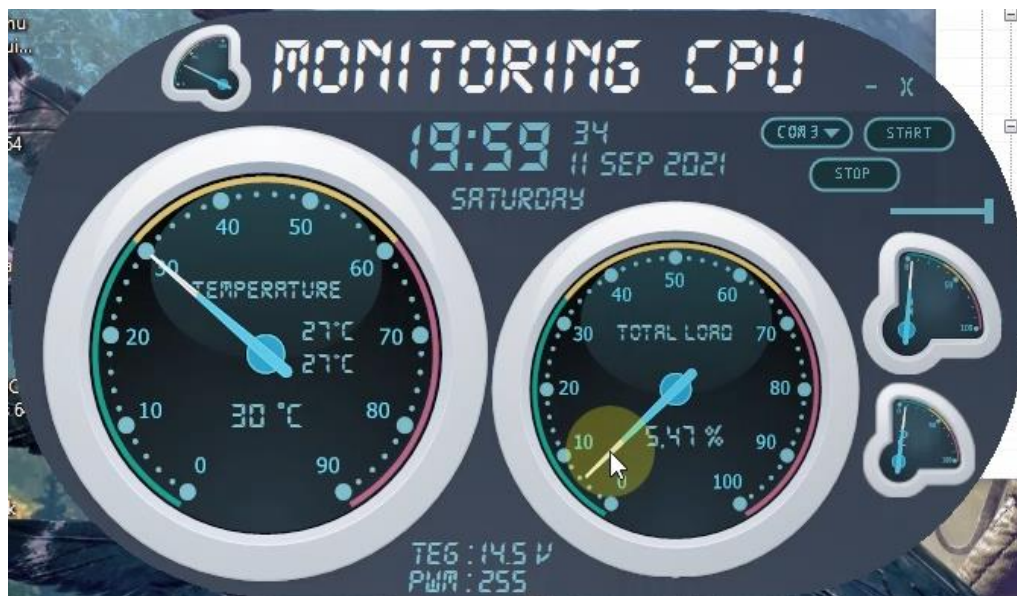 MONITORING CPU
19:59
34
11 SEP 2021
SATURDAY
COM 3
START
STOP
0
10
20
30
40
50
60
70
80
90
TEMPERATURE
27°C
27°C
30 °C
0
10
20
30
40
50
60
70
80
90
100
TOTAL LOAD
5,47 %
TEG : 14.5 V
PWM : 255